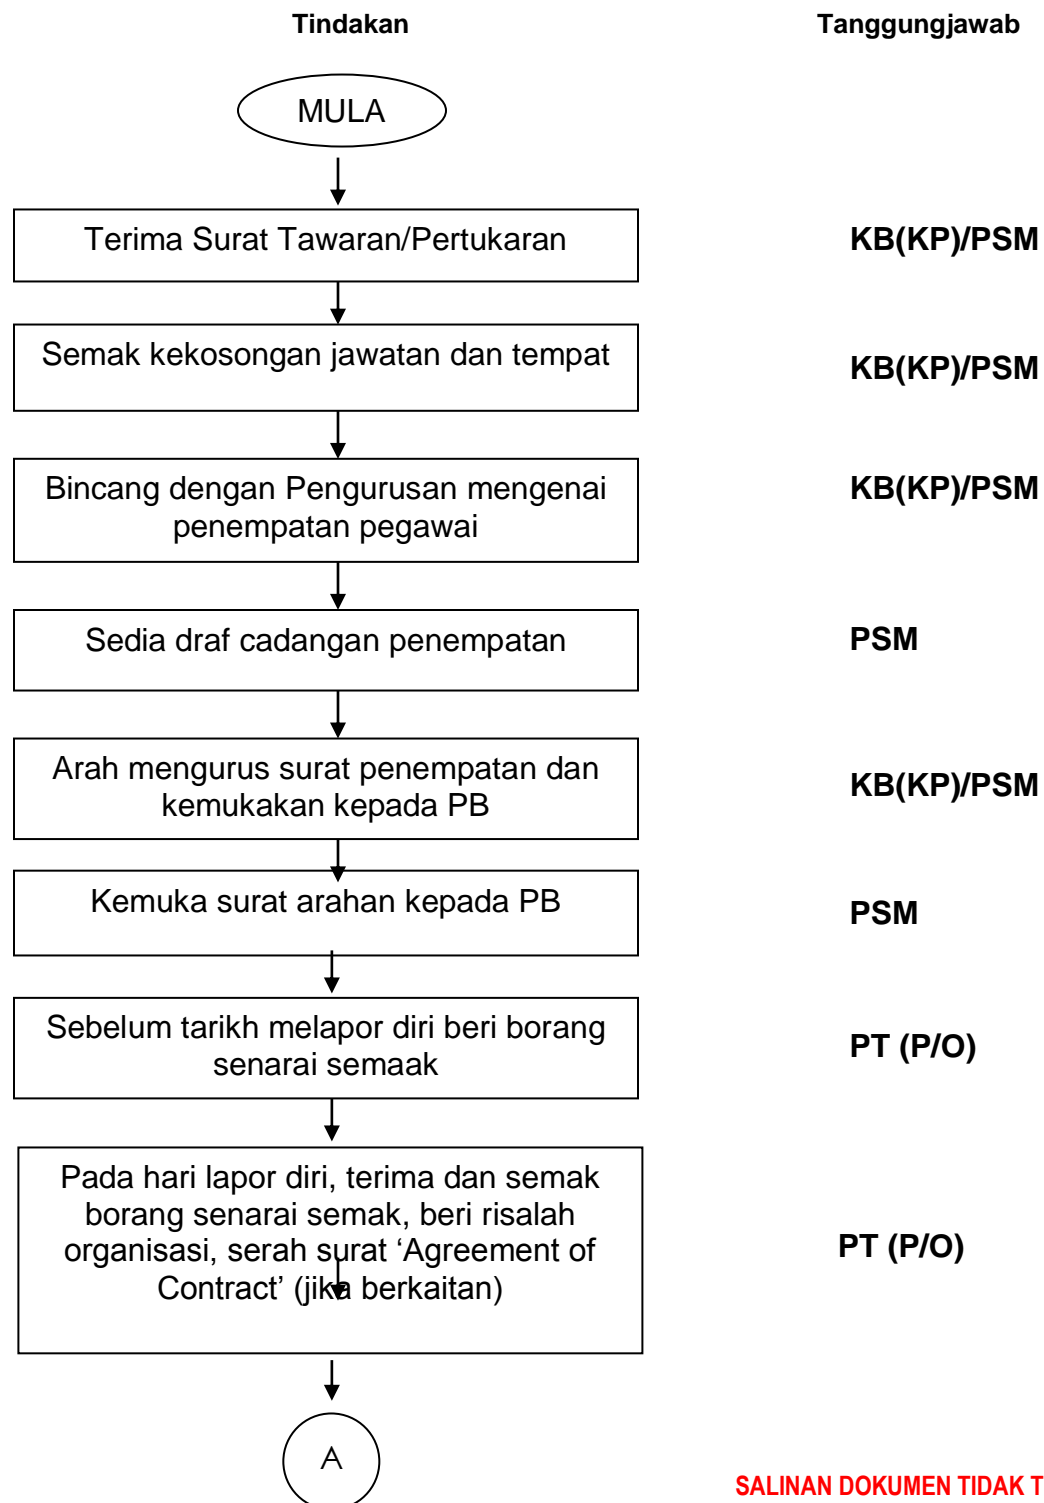 Tindakan Tanggungjawab
MULA
Terima Surat Tawaran/Pertukaran KB(KP)/PSM
Semak kekosongan jawatan dan tempat KB(KP)/PSM
Bincang dengan Pengurusan mengenai KB(KP)/PSM
penempatan pegawai
Sedia draf cadangan penempatan PSM
Arah mengurus surat penempatan dan KB(KP)/PSM
kemukakan kepada PB
Kemuka surat arahan kepada PB PSM
Sebelum tarikh melapor diri beri borang PT (P/O)
senarai semaak
Pada hari lapor diri, terima dan semak
borang senarai semak, beri risalah
organisasi, serah surat ‘Agreement of PT (P/O)
Contract’ (jika berkaitan)
A
SALINAN DOKUMEN TIDAK T